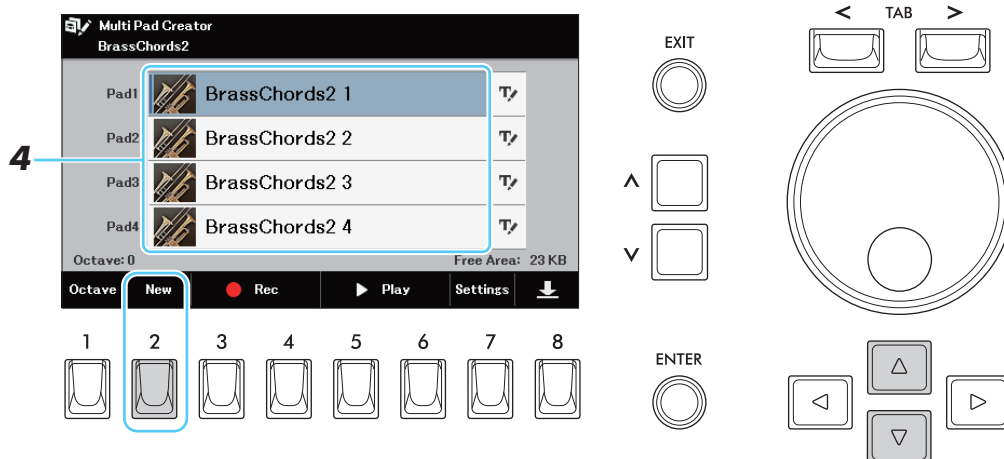 Multi Pad Creator
BrassChords2
Pad1 BrassChords2 1
Pad2 BrassChords2 2
Pad3 BrassChords2 3
Pad4 BrassChords2 4
Octave: 0 Free Area: 23 KB
Octave New Rec Play Settings
4
1 2 3 4 5 6 7 8
EXIT
ENTER
< TAB >